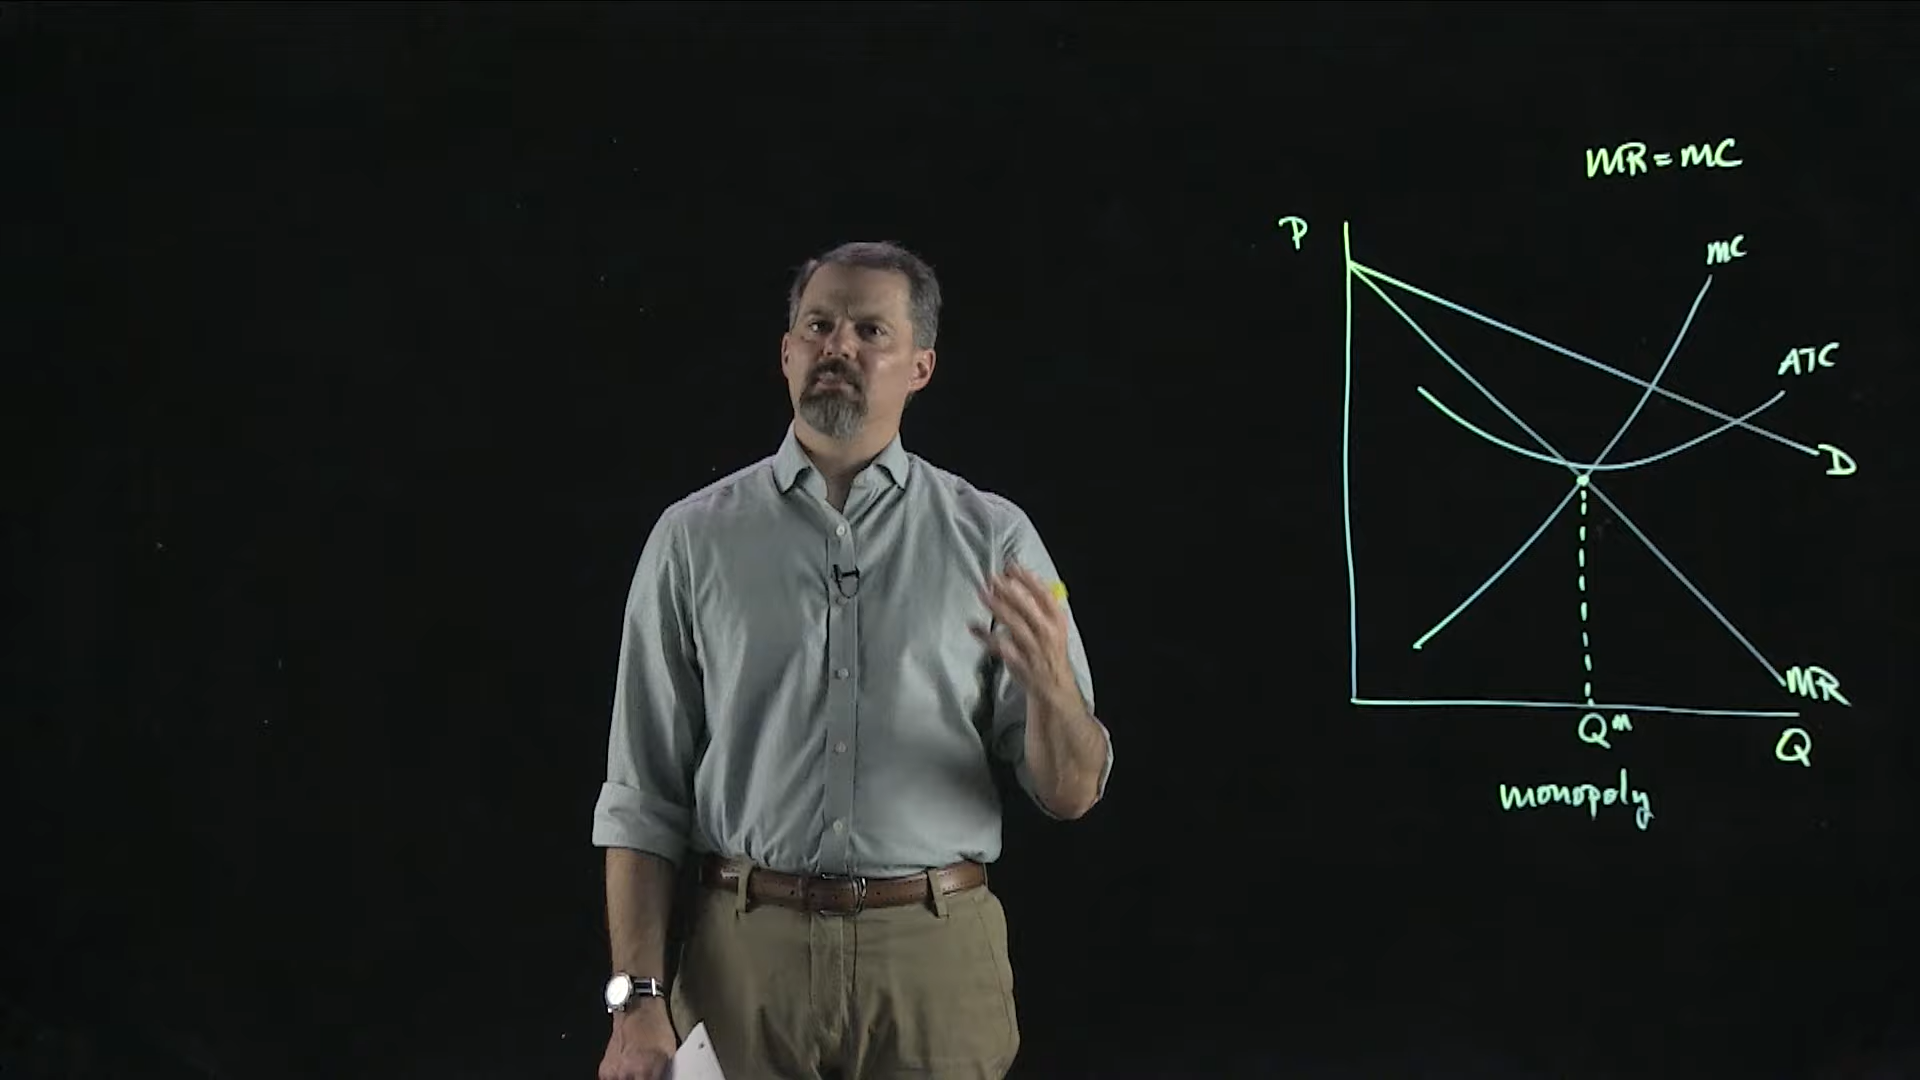 MR = MC
P
MC
ATC
D
MR
Qm
Q
monopoly